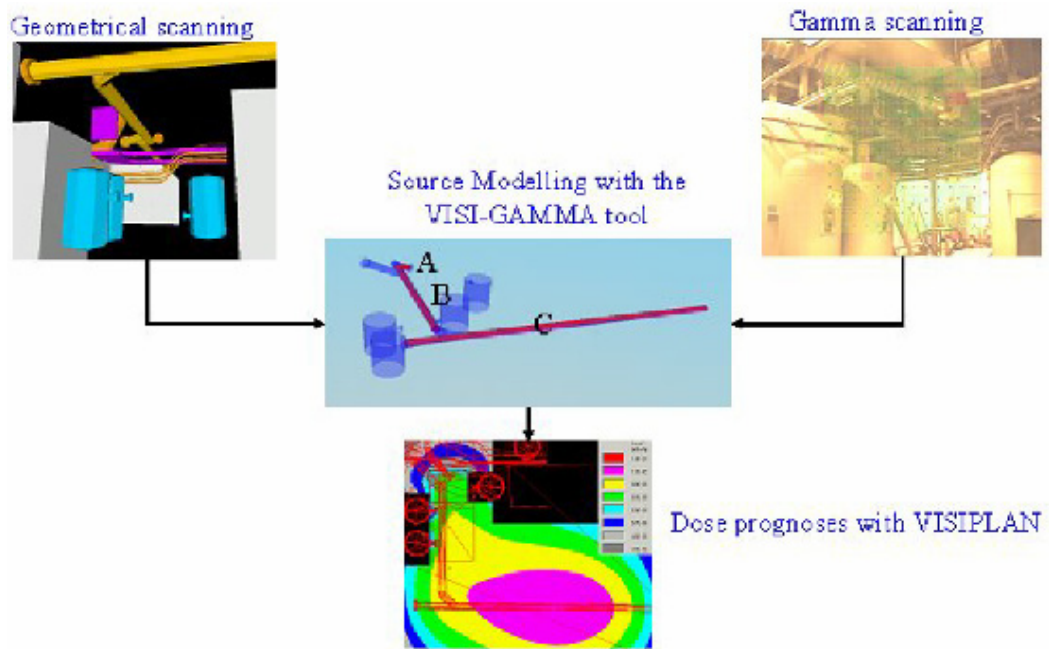 Geometrical scanning
Gamma scanning
Source Modelling with the
VISI-GAMMA tool
A
B
C
Dose prognoses with VISIPLAN